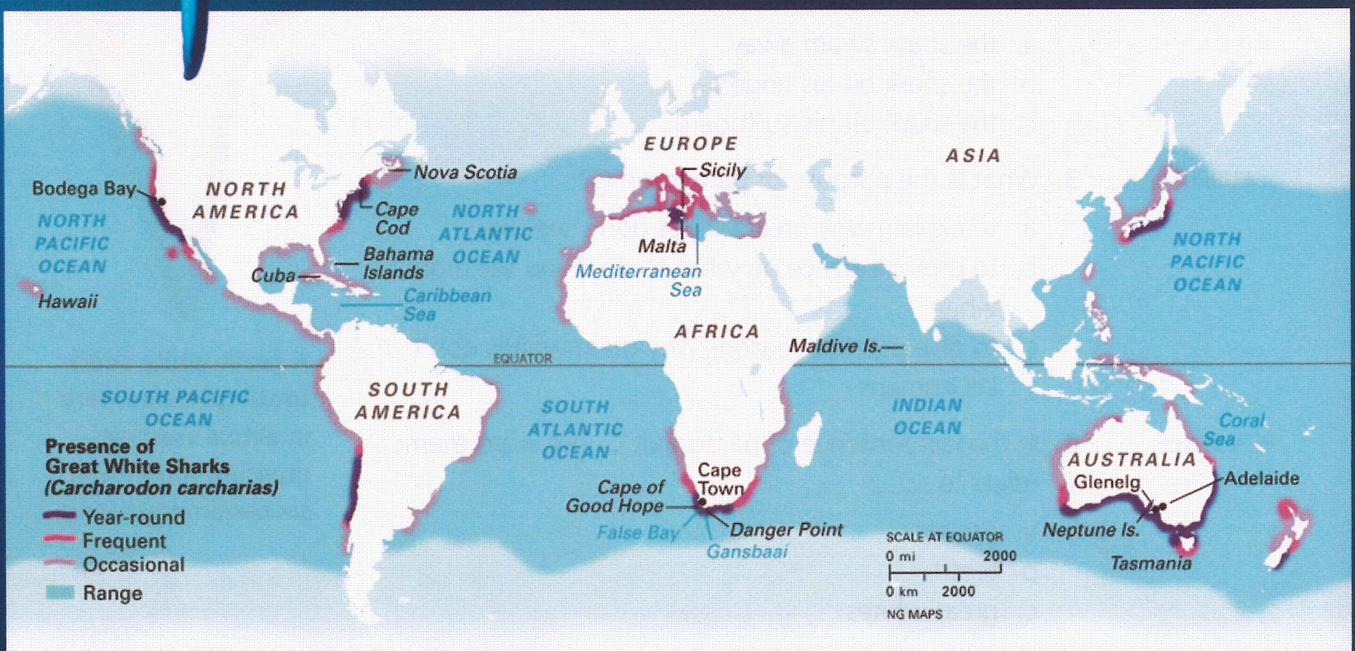 EUROPE
ASIA
Sicily
Nova Scotia
Bodega Bay
NORTH
AMERICA
Cape
Cod
NORTH
ATLANTIC
OCEAN
NORTH
PACIFIC
OCEAN
Malta
NORTH
PACIFIC
OCEAN
Bahama
Islands
Cuba
Mediterranean
Sea
Hawaii
Caribbean
Sea
AFRICA
Maldive Is.
EQUATOR
SOUTH PACIFIC
OCEAN
SOUTH
AMERICA
SOUTH
ATLANTIC
OCEAN
INDIAN
OCEAN
Coral
Sea
Presence of
Great White Sharks
(Carcharodon carcharias)
Year-round
Frequent
Occasional
Range
Cape
Town
Cape of
Good Hope
False Bay
Danger Point
Gansbaai
AUSTRALIA
Glenelg
Adelaide
Neptune Is.
Tasmania
SCALE AT EQUATOR
0 mi 2000
0 km 2000
NG MAPS